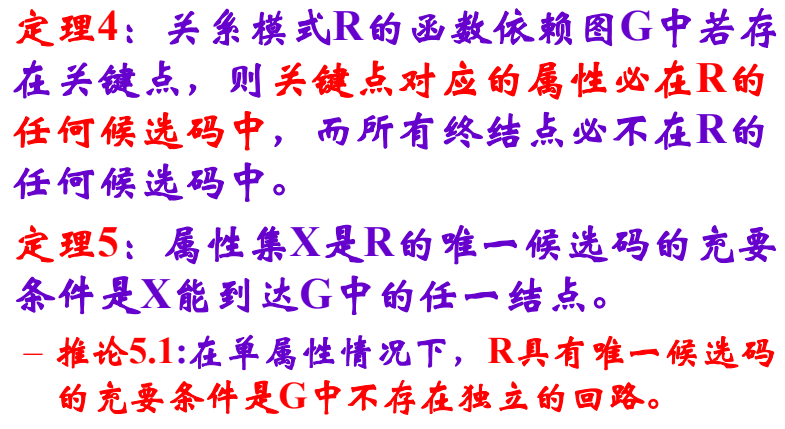 定理4：关系模式R的函数依赖图G中若存
在关键点，则关键点对应的属性必在R的
任何候选码中，而所有终结点必不在R的
任何候选码中。
定理5：属性集X是R的唯一候选码的充要
条件是X能到达G中的任一结点。
– 推论5.1:在单属性情况下，R具有唯一候选码
的充要条件是G中不存在独立的回路。